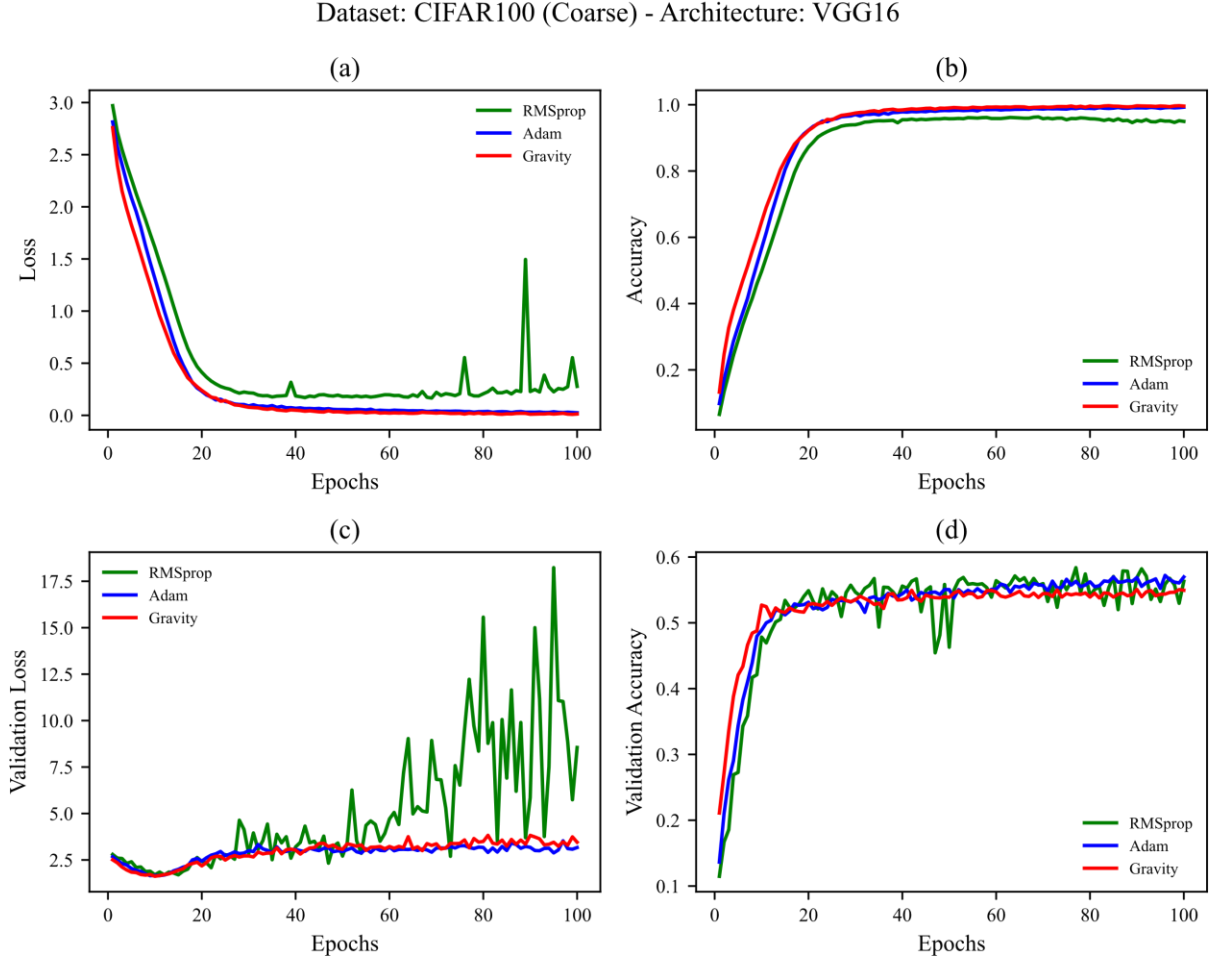 Dataset: CIFAR100 (Coarse) - Architecture: VGG16
(a)
3.0
2.5
2.0
1.5
1.0
0.5
0.0
Loss
RMSprop
Adam
Gravity
0 20 40 60 80 100
Epochs
(b)
1.0
0.8
0.6
0.4
0.2
Accuracy
RMSprop
Adam
Gravity
0 20 40 60 80 100
Epochs
(c)
17.5
15.0
12.5
10.0
7.5
5.0
2.5
Validation Loss
RMSprop
Adam
Gravity
0 20 40 60 80 100
Epochs
(d)
0.6
0.5
0.4
0.3
0.2
0.1
Validation Accuracy
RMSprop
Adam
Gravity
0 20 40 60 80 100
Epochs